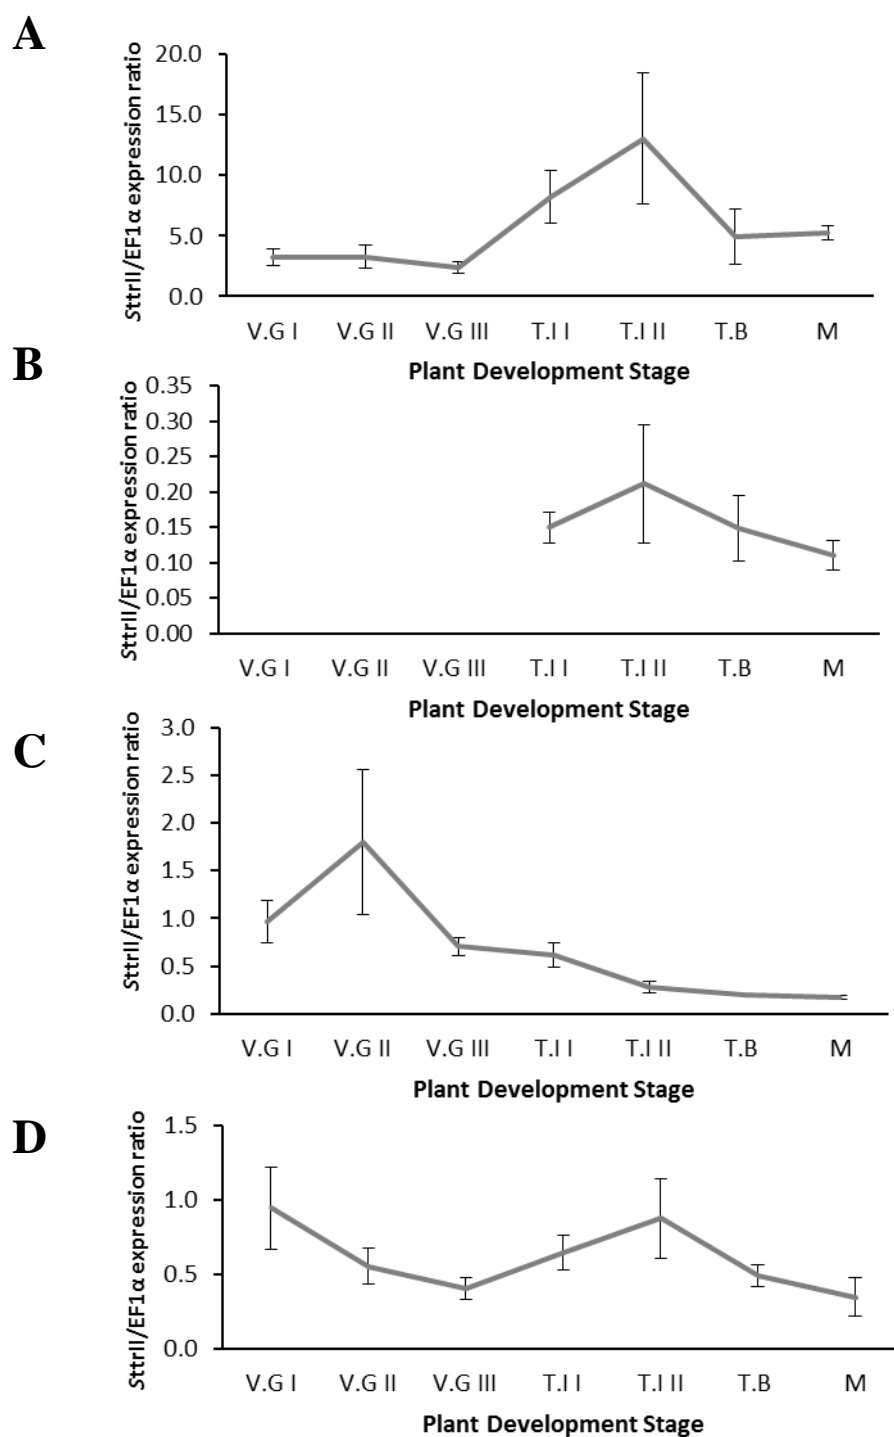 A
SttrII/EF1α expression ratio
20.0
15.0
10.0
5.0
0.0
V.G I V.G II V.G III T.I I T.I II T.B M
Plant Development Stage
B
SttrII/EF1α expression ratio
0.35
0.30
0.25
0.20
0.15
0.10
0.05
0.00
V.G I V.G II V.G III T.I I T.I II T.B M
Plant Development Stage
C
SttrII/EF1α expression ratio
3.0
2.5
2.0
1.5
1.0
0.5
0.0
V.G I V.G II V.G III T.I I T.I II T.B M
Plant Development Stage
D
SttrII/EF1α expression ratio
1.5
1.0
0.5
0.0
V.G I V.G II V.G III T.I I T.I II T.B M
Plant Development Stage